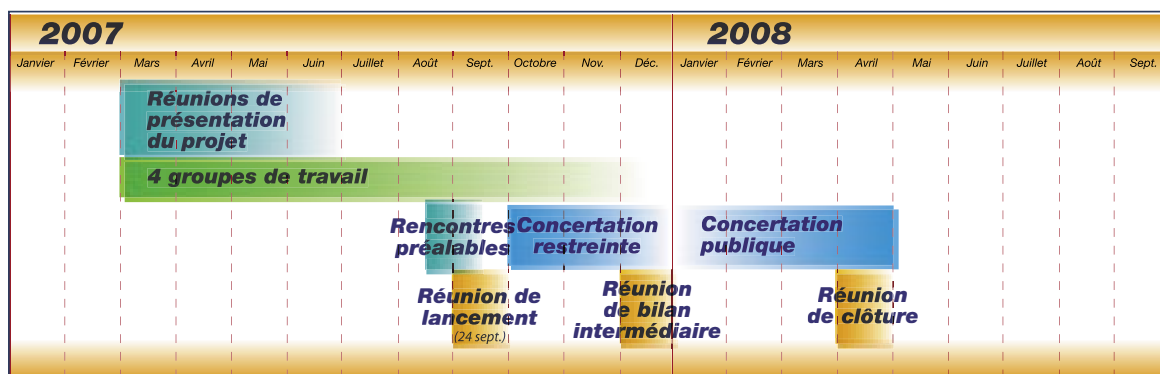 2007 2008
Janvier Février Mars Avril Mai Juin Juillet Août Sept. Octobre Nov. Déc. Janvier Février Mars Avril Mai Juin Juillet Août Sept.
Réunions de
présentation
du projet
4 groupes de travail
Rencontres
préalables
Concertation
restreinte
Concertation
publique
Réunion de
lancement
(24 sept.)
Réunion
de bilan
intermédiaire
Réunion
de clôture